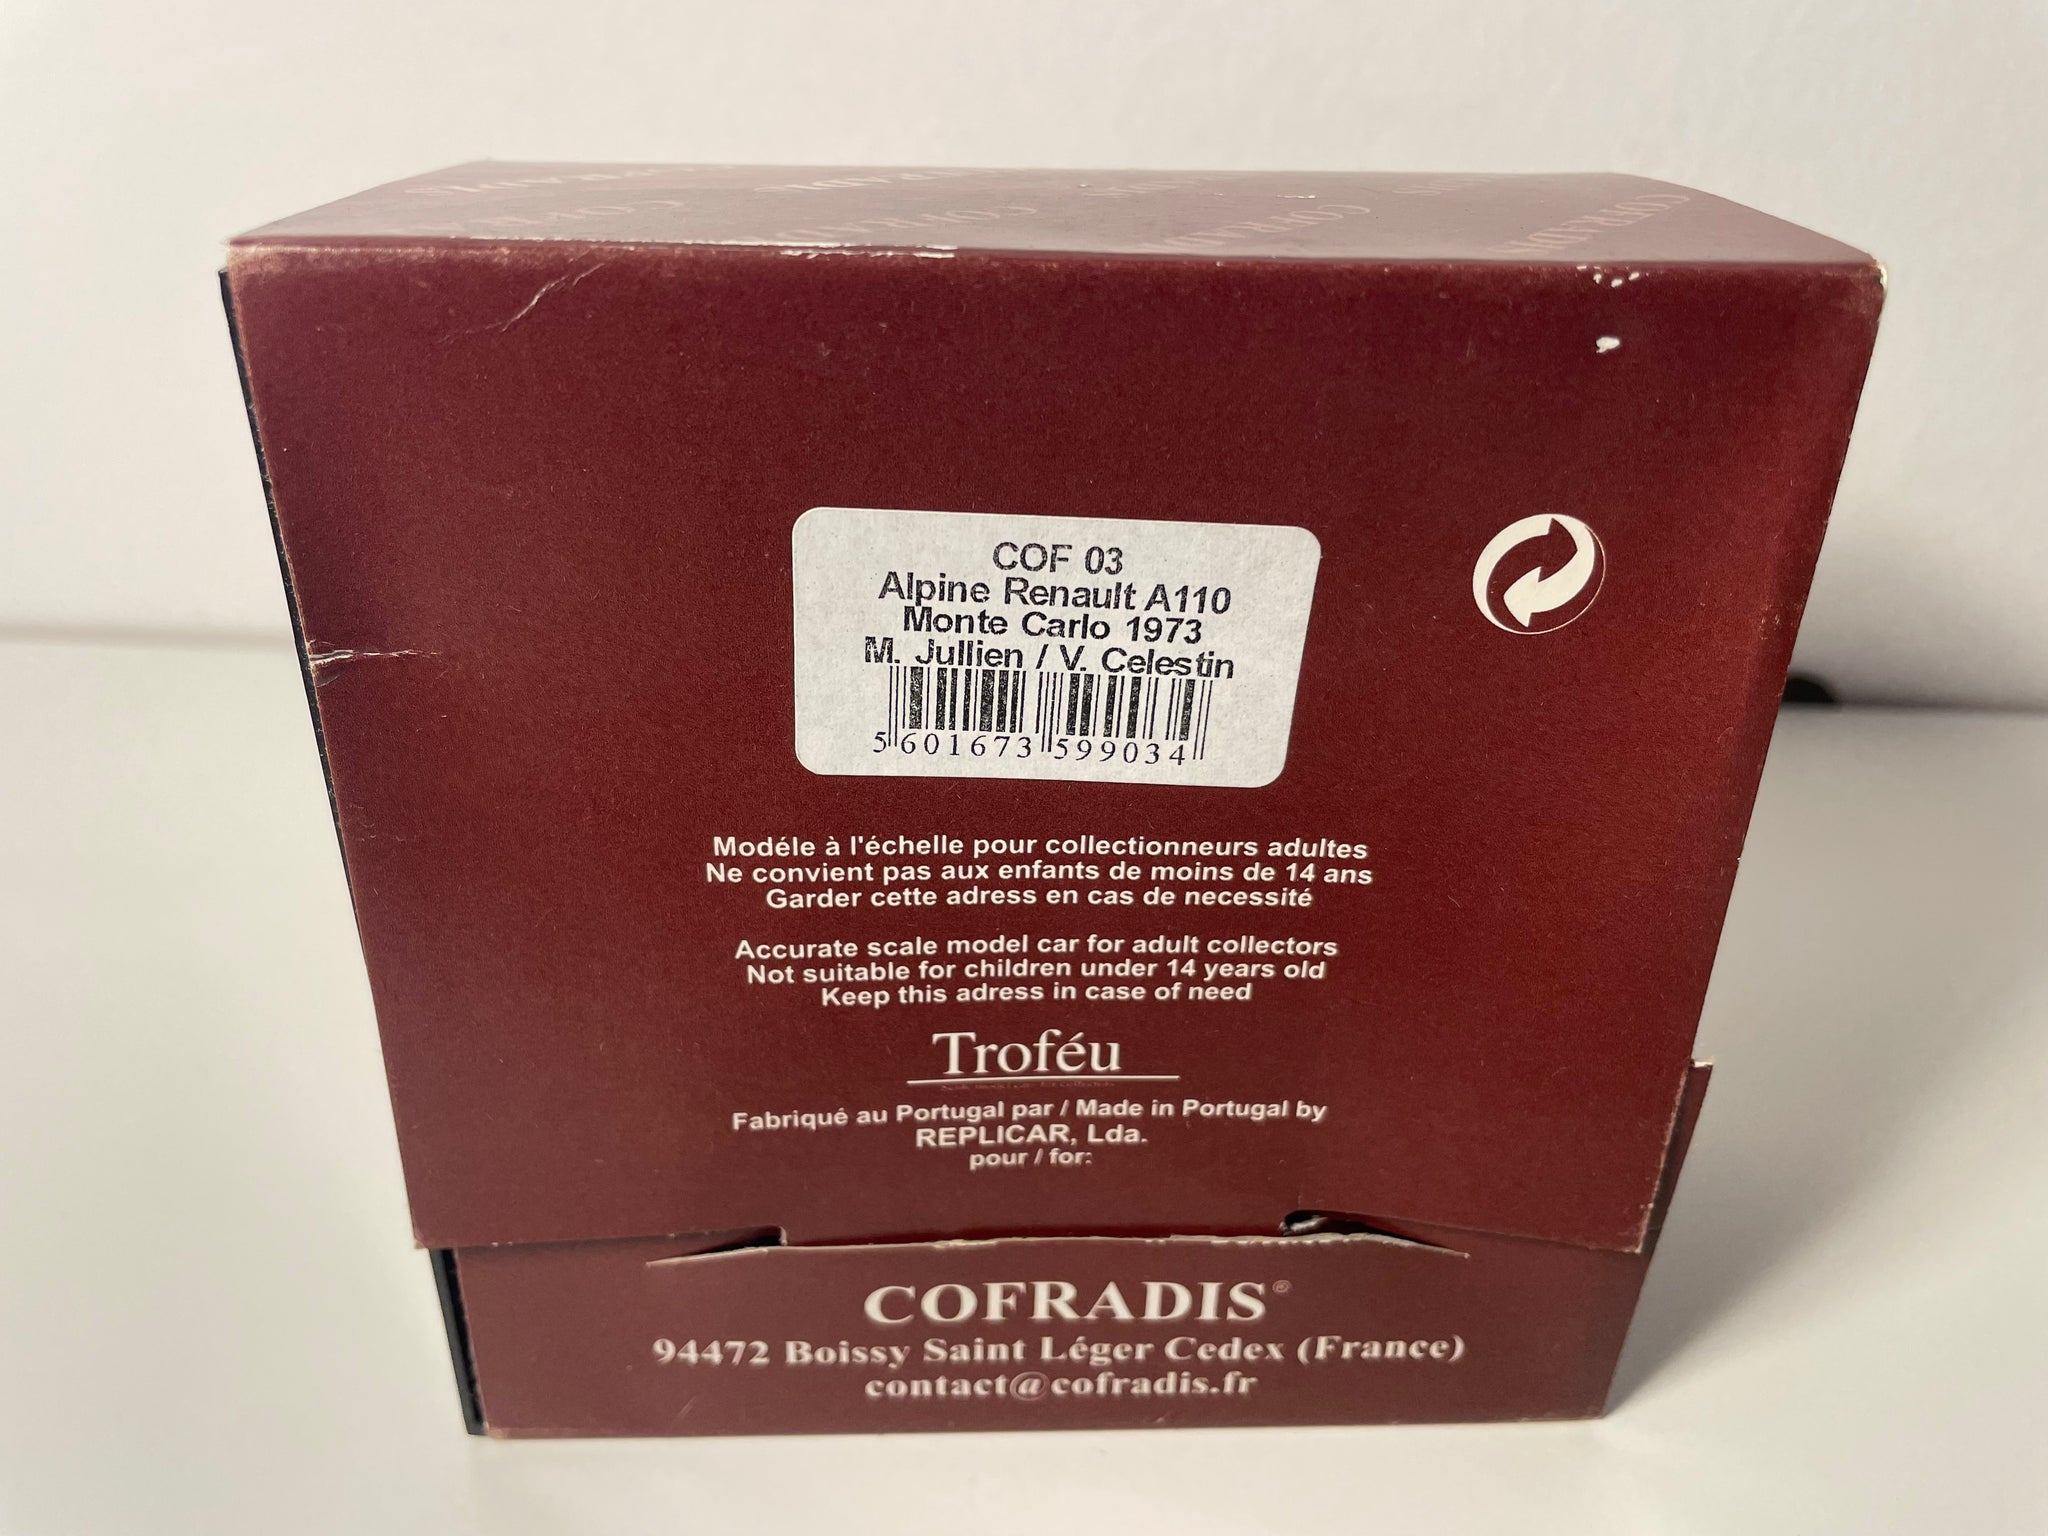 COFRADIS
COF 03
Alpine Renault A110
Monte Carlo 1973
M. Jullien / V. Celestin
5 601673 599034
Modéle à l'échelle pour collectionneurs adultes
Ne convient pas aux enfants de moins de 14 ans
Garder cette adress en cas de necessité
Accurate scale model car for adult collectors
Not suitable for children under 14 years old
Keep this adress in case of need
Troféu
Fabriqué au Portugal par / Made in Portugal by
REPLICAR, Lda.
pour / for:
COFRADIS®
94472 Boissy Saint Léger Cedex (France)
contact@cofradis.fr